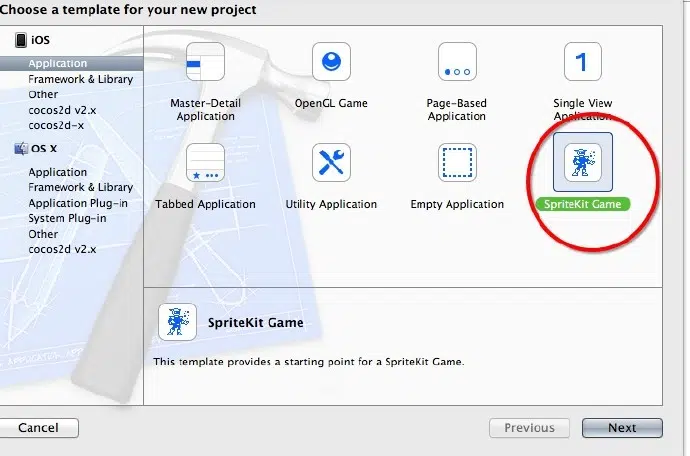 Choose a template for your new project
iOS
Application
Framework & Library
Other
cocos2d v2.x
cocos2d-x
OS X
Application
Framework & Library
Application Plug-in
System Plug-in
Other
cocos2d v2.x
Master-Detail
Application
OpenGL Game
Page-Based
Application
1
Single View
Application
Tabbed Application
Utility Application
Empty Application
SpriteKit Game
SpriteKit Game
This template provides a starting point for a SpriteKit Game.
Cancel
Previous
Next